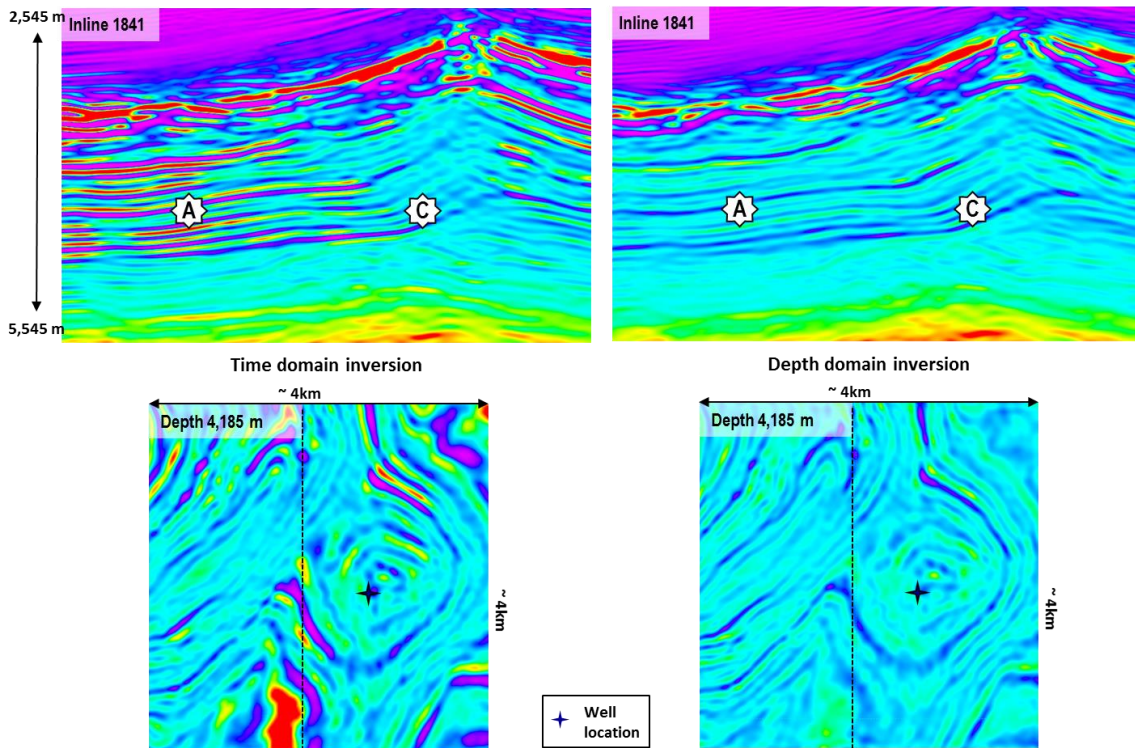 2,545 m
Inline 1841
Inline 1841
A
C
A
C
5,545 m
Time domain inversion
Depth domain inversion
~ 4km
~ 4km
Depth 4,185 m
Depth 4,185 m
~ 4km
~ 4km
Well
location